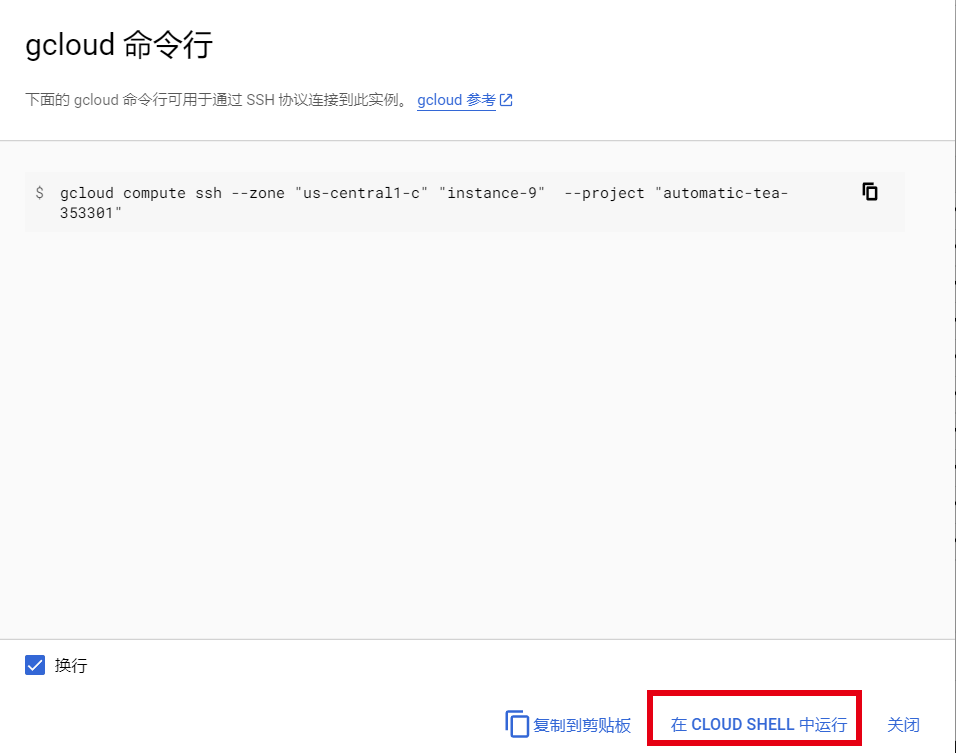 gcloud 命令行
下面的 gcloud 命令行可用于通过 SSH 协议连接到此实例。 gcloud 参考
$ gcloud compute ssh --zone "us-central1-c" "instance-9"  --project "automatic-tea-
353301"
换行
复制到剪贴板 在 CLOUD SHELL 中运行 关闭